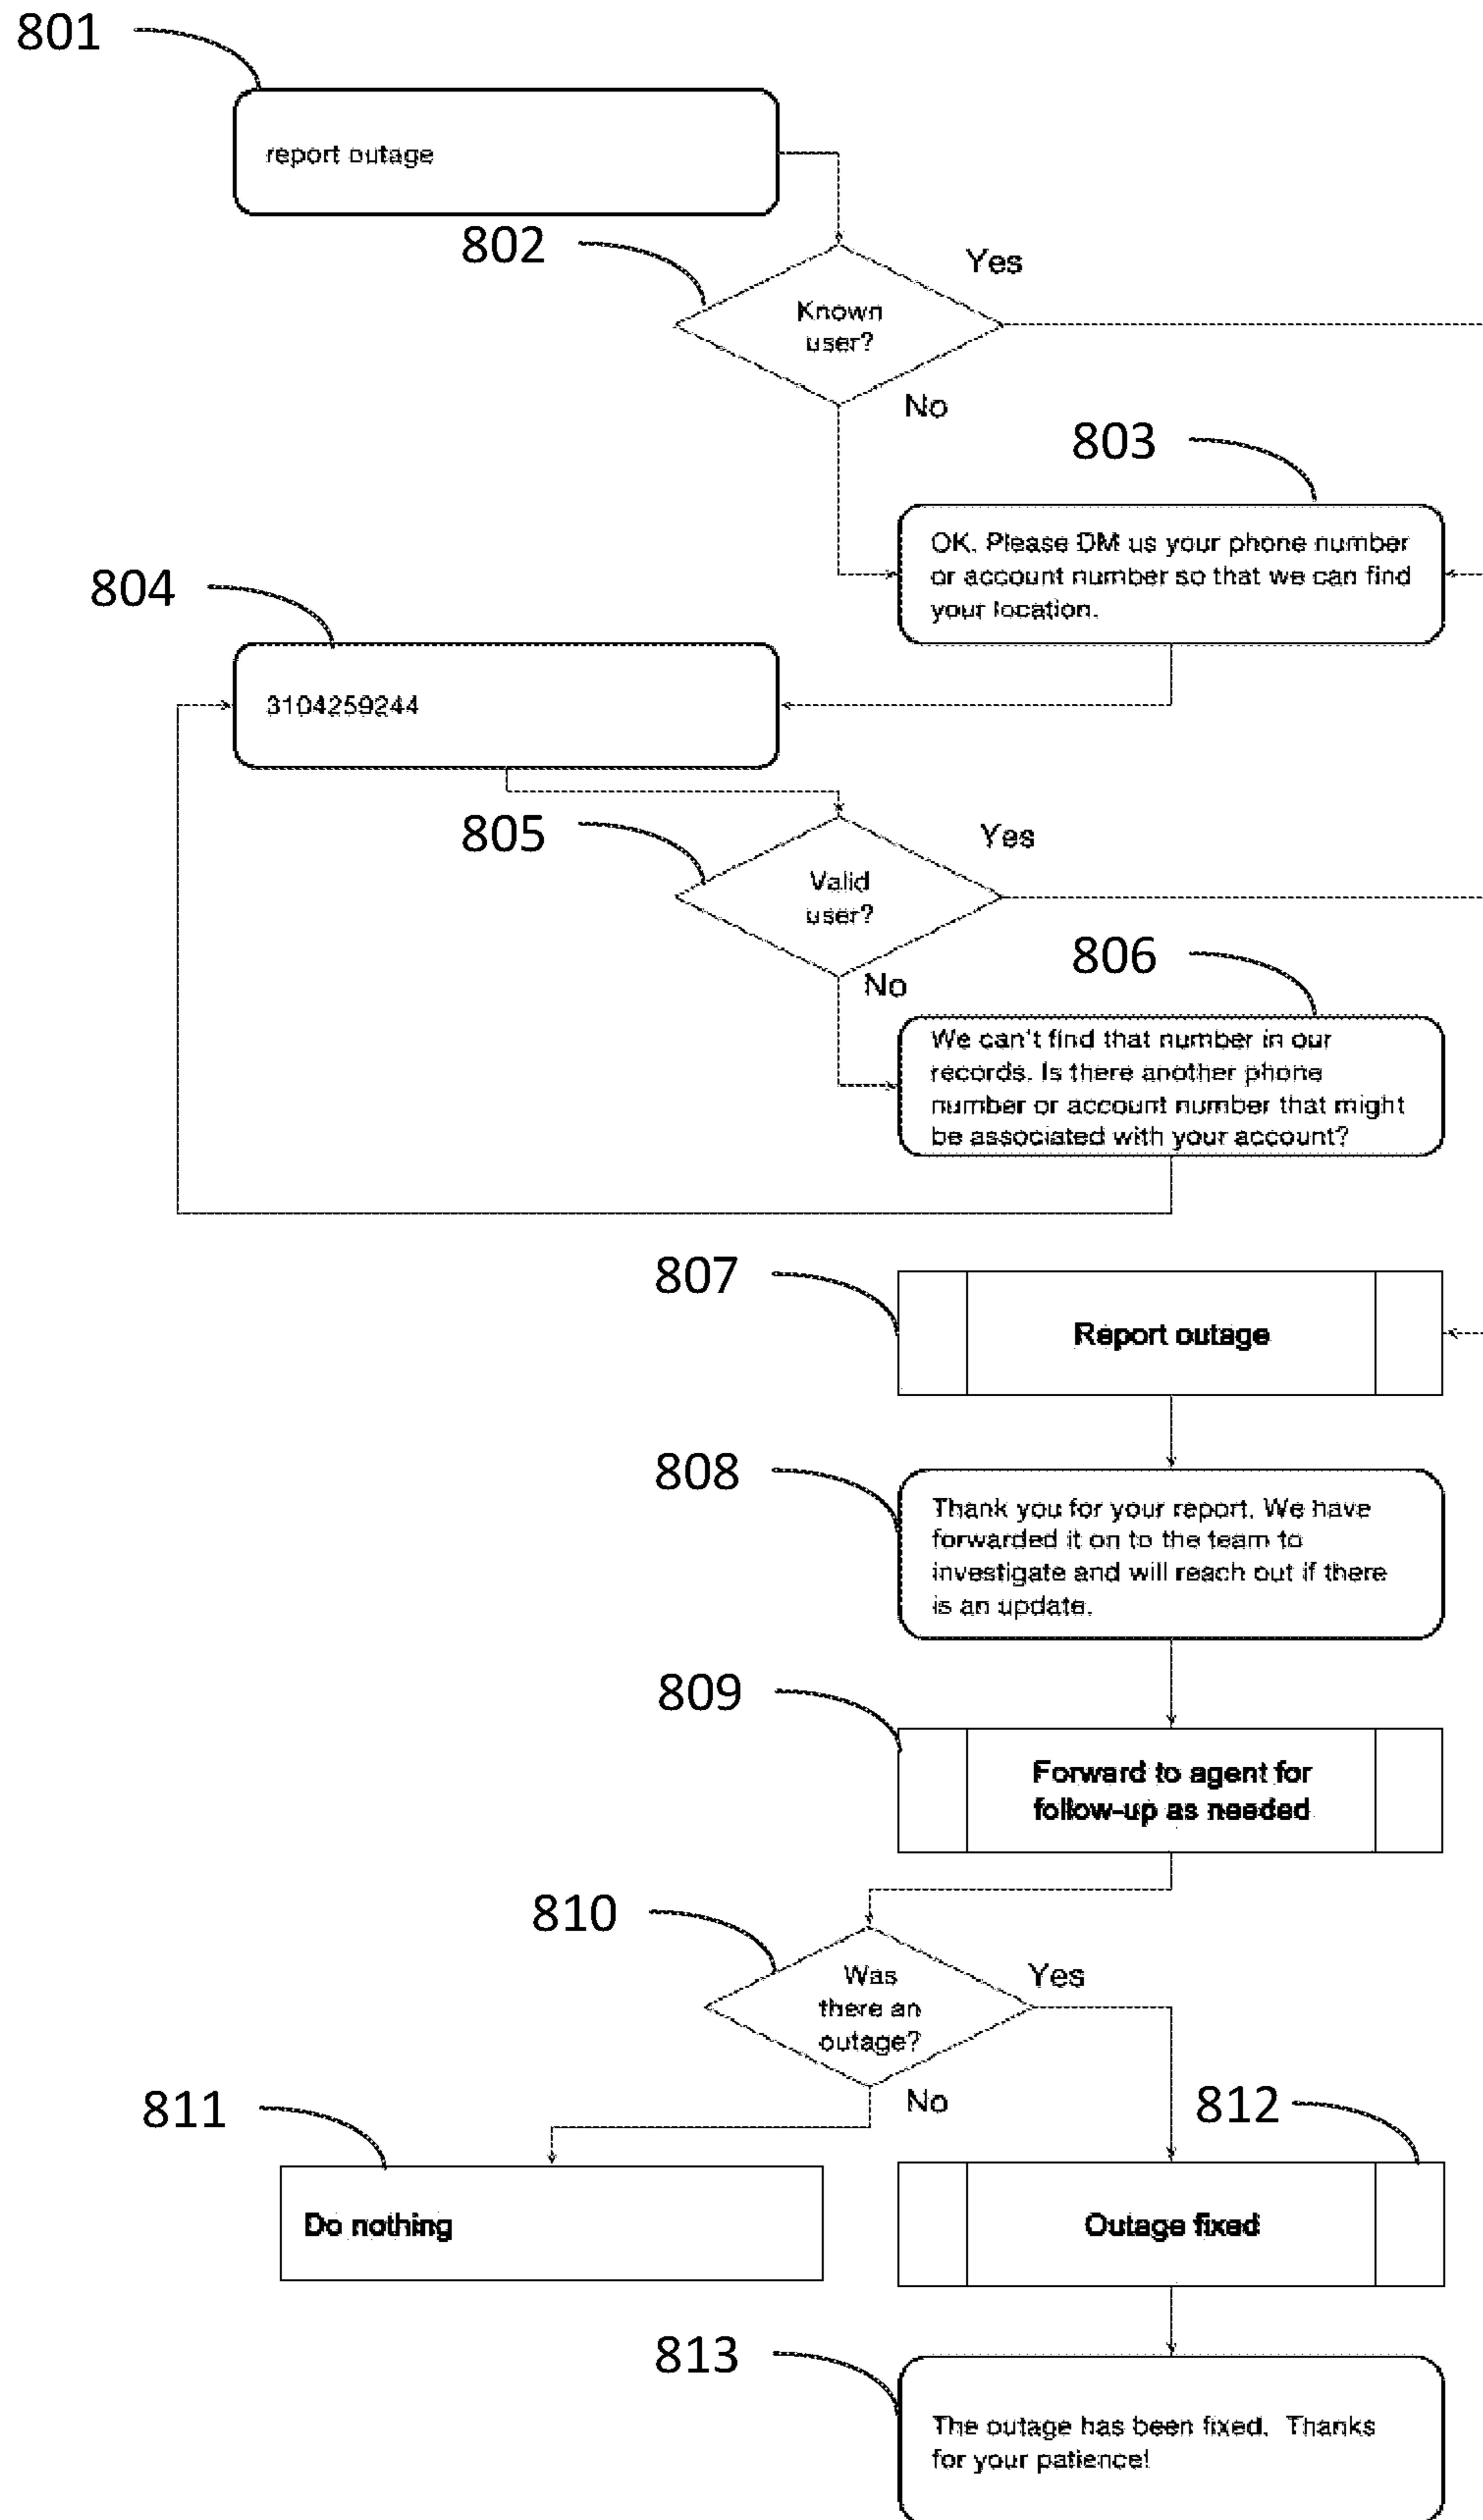 801
report outage
802
Yes
Known
user?
No
803
OK. Please DM us your phone number
or account number so that we can find
your location.
804
3104259244
805
Yes
Valid
user?
No
806
We can't find that number in our
records. Is there another phone
number or account number that might
be associated with your account?
807
Report outage
808
Thank you for your report. We have
forwarded it on to the team to
investigate and will reach out if there
is an update.
809
Forward to agent for
follow-up as needed
810
Was
there an
outage?
Yes
No
811
812
Do nothing
Outage fixed
813
The outage has been fixed. Thanks
for your patience!